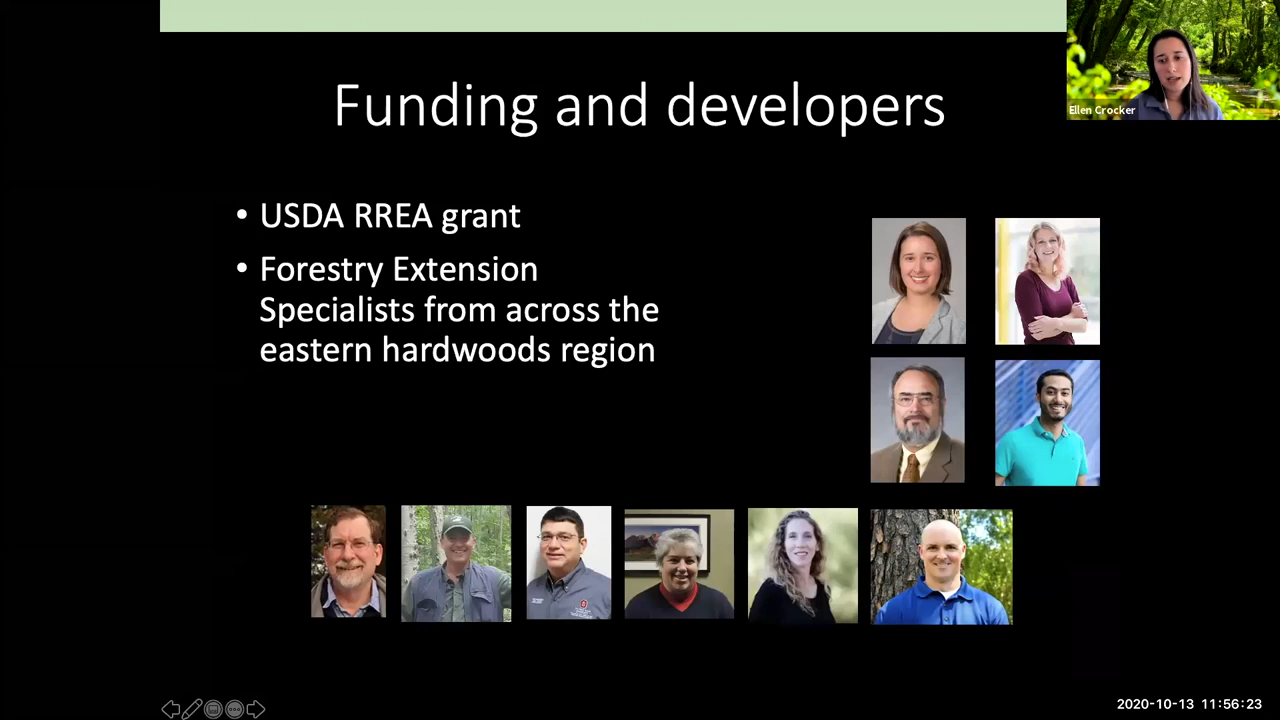 Funding and developers
Ellen Crocker
• USDA RREA grant
• Forestry Extension
Specialists from across the
eastern hardwoods region
2020-10-13 11:56:23